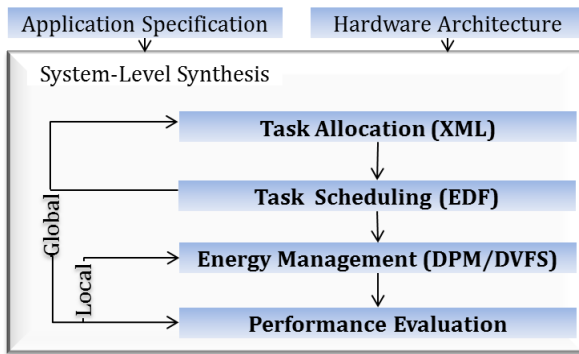 Application Specification
Hardware Architecture
System-Level Synthesis
Task Allocation (XML)
Task Scheduling (EDF)
Global
Local
Energy Management (DPM/DVFS)
Performance Evaluation